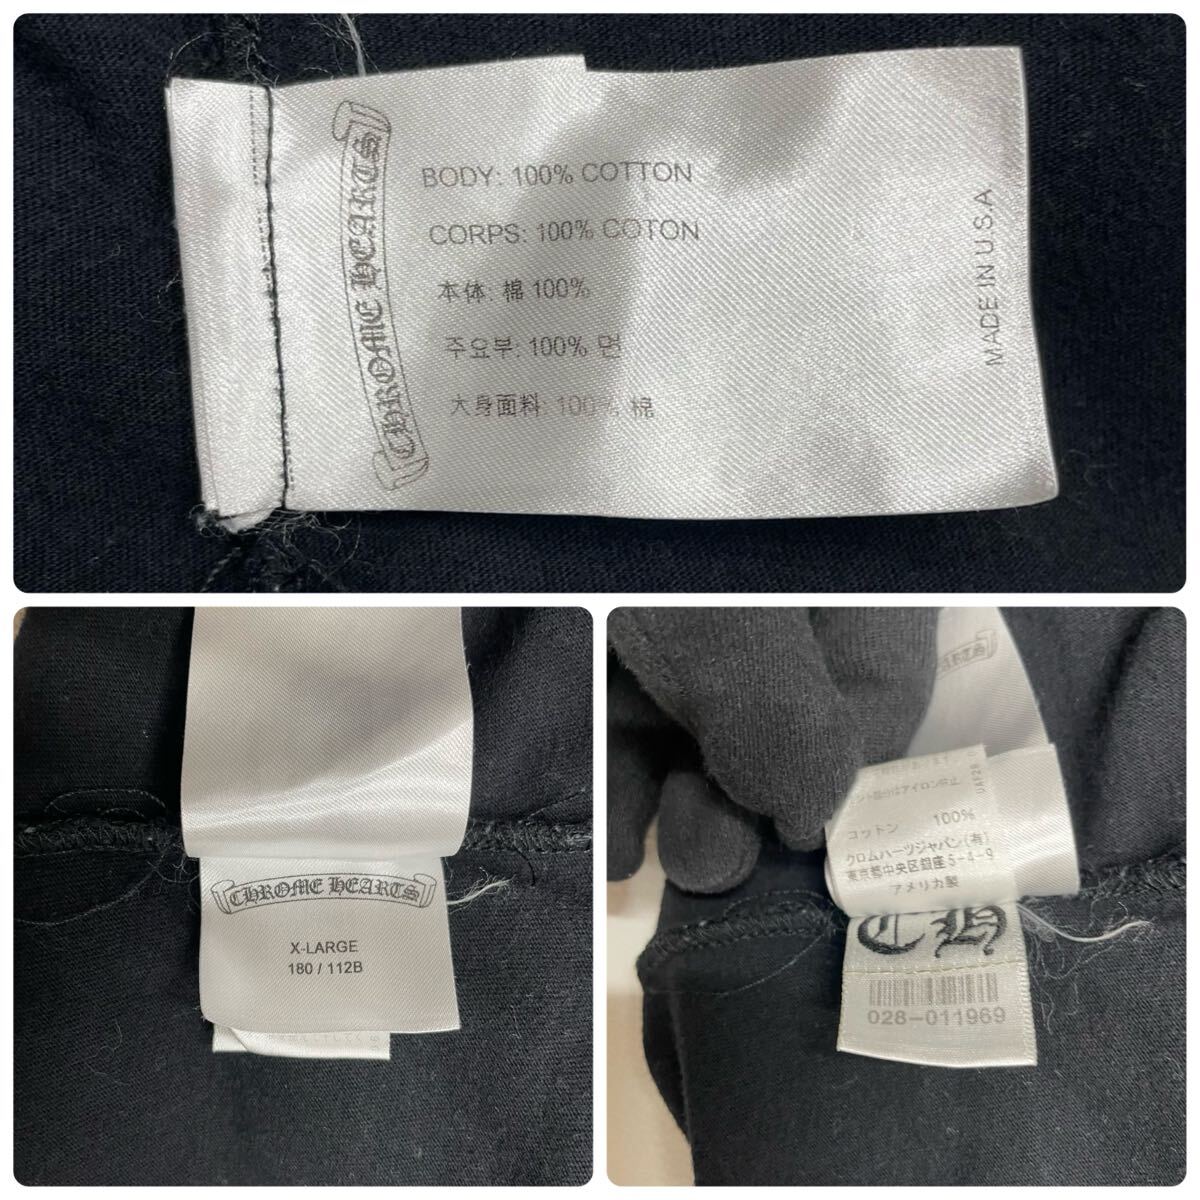 CHROME HEARTS
BODY: 100% COTTON
CORPS: 100% COTON
本体: 棉 100%
주요부: 100% 면
大身面料: 100% 棉
MADE IN U.S.A
CHROME HEARTS
X-LARGE
180 / 112B
HEARTS
コットン 100%
クロムハーツジャパン(有)
東京都中央区銀座5-4-9
アメリカ製
CH
028-011969